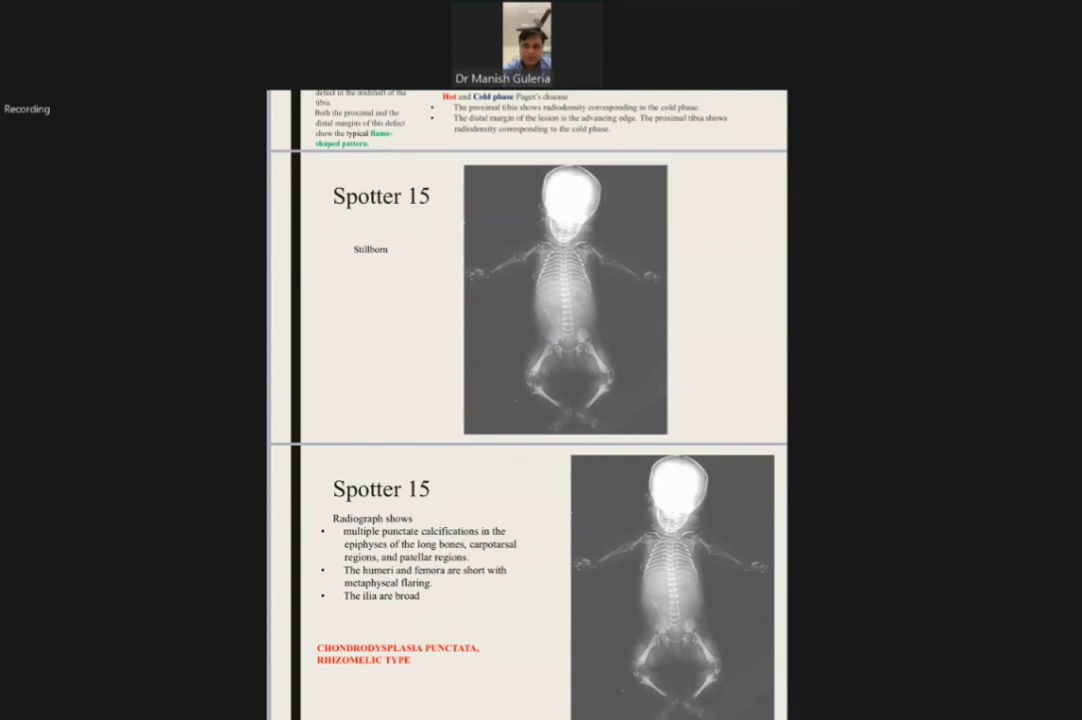 Dr Manish Guleria
Recording
defect in the midshaft of the
tibia.
Both the proximal and the
distal margins of this defect
show the typical flame-
shaped pattern.
Hot and Cold phase Paget's disease
• The proximal tibia shows radiodensity corresponding to the cold phase.
• The distal margin of the lesion is the advancing edge. The proximal tibia shows
radiodensity corresponding to the cold phase.
Spotter 15
Stillborn
Spotter 15
Radiograph shows
• multiple punctate calcifications in the
epiphyses of the long bones, carpotarsal
regions, and patellar regions.
• The humeri and femora are short with
metaphyseal flaring.
• The ilia are broad
CHONDRODYSPLASIA PUNCTATA,
RHIZOMELIC TYPE